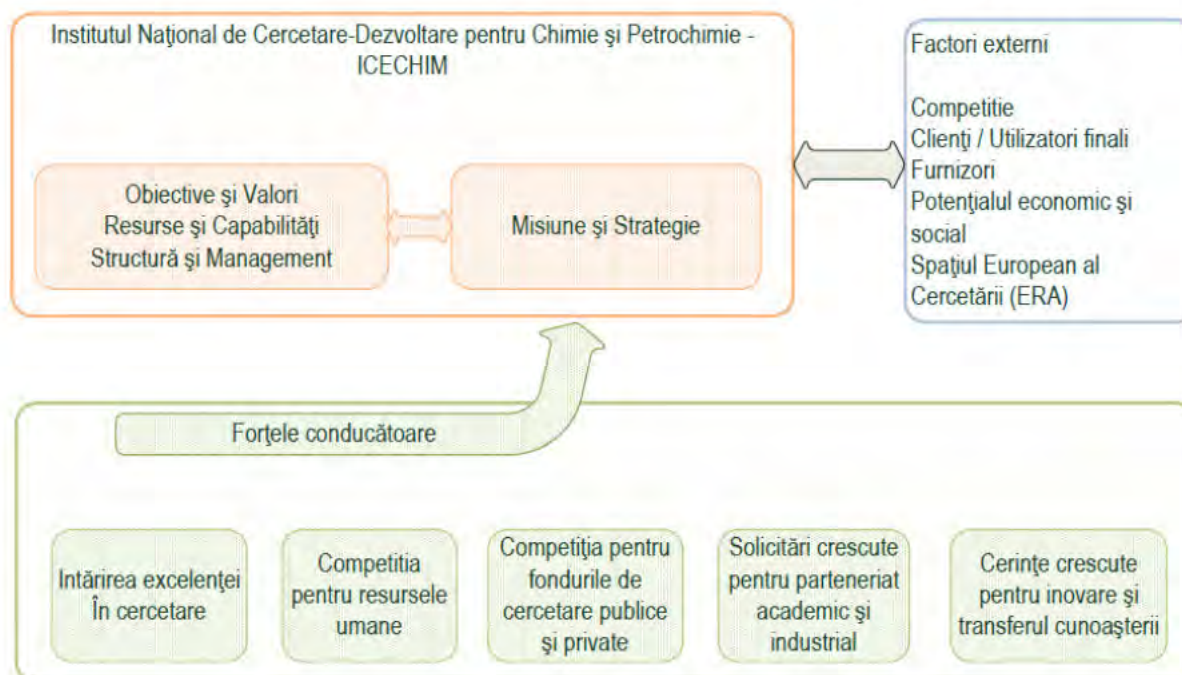 Institutul Naţional de Cercetare-Dezvoltare pentru Chimie şi Petrochimie -
ICECHIM
Obiective şi Valori
Resurse şi Capabilităţi
Structură şi Management
Misiune şi Strategie
Factori externi
Competitie
Clienţi / Utilizatori finali
Furnizori
Potenţialul economic şi
social
Spaţiul European al
Cercetării (ERA)
Forţele conducătoare
Intărirea excelenţei
În cercetare
Competitia
pentru resursele
umane
Competiţia pentru
fondurile de
cercetare publice
şi private
Solicitări crescute
pentru parteneriat
academic şi
industrial
Cerinţe crescute
pentru inovare şi
transferul cunoaşterii